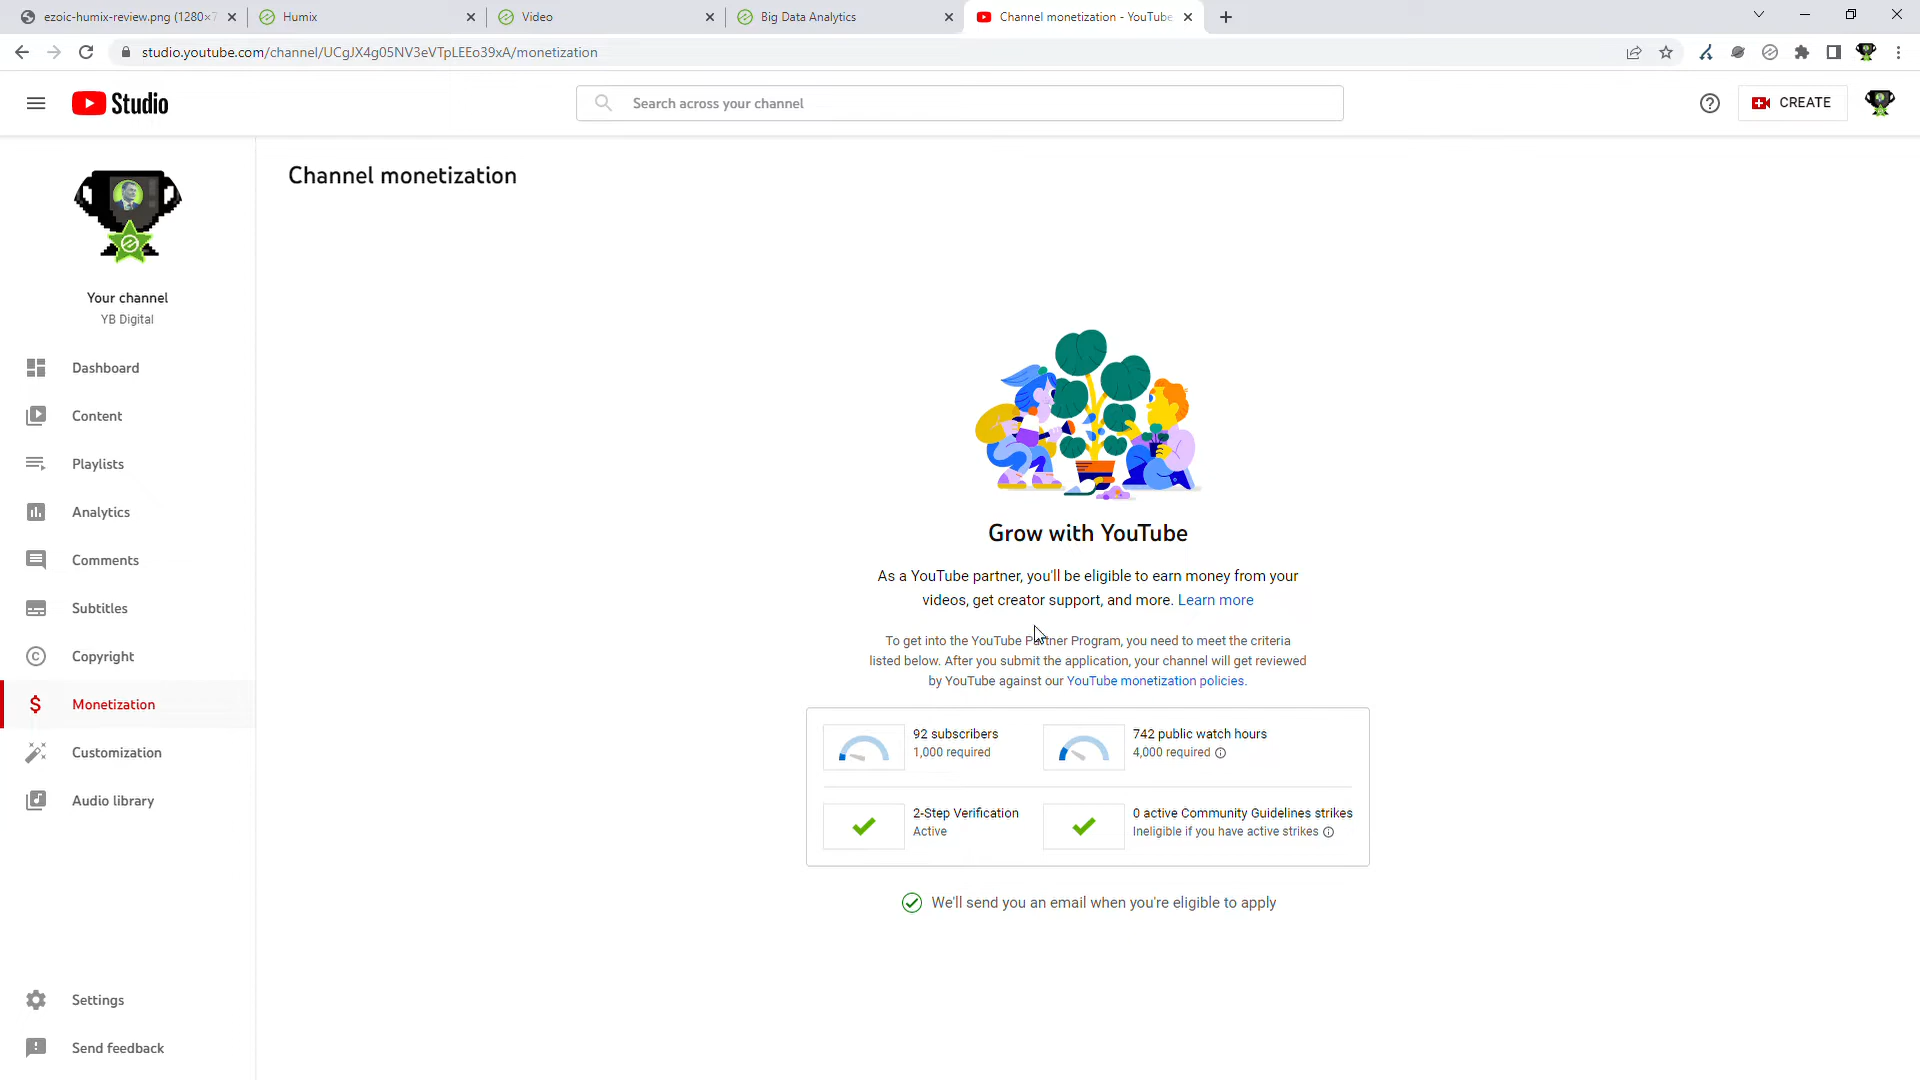 ezoic-humix-review.png (1280×7
Humix
Video
Big Data Analytics
Channel monetization - YouTube
studio.youtube.com/channel/UCgJX4g05NV3eVTpLEEo39xA/monetization
Studio
Search across your channel
CREATE
Channel monetization
Your channel
YB Digital
Dashboard
Content
Playlists
Analytics
Comments
Subtitles
Copyright
Monetization
Customization
Audio library
Settings
Send feedback
Grow with YouTube
As a YouTube partner, you'll be eligible to earn money from your
videos, get creator support, and more. Learn more
To get into the YouTube Partner Program, you need to meet the criteria
listed below. After you submit the application, your channel will get reviewed
by YouTube against our YouTube monetization policies.
92 subscribers
1,000 required
742 public watch hours
4,000 required
2-Step Verification
Active
0 active Community Guidelines strikes
Ineligible if you have active strikes
We'll send you an email when you're eligible to apply